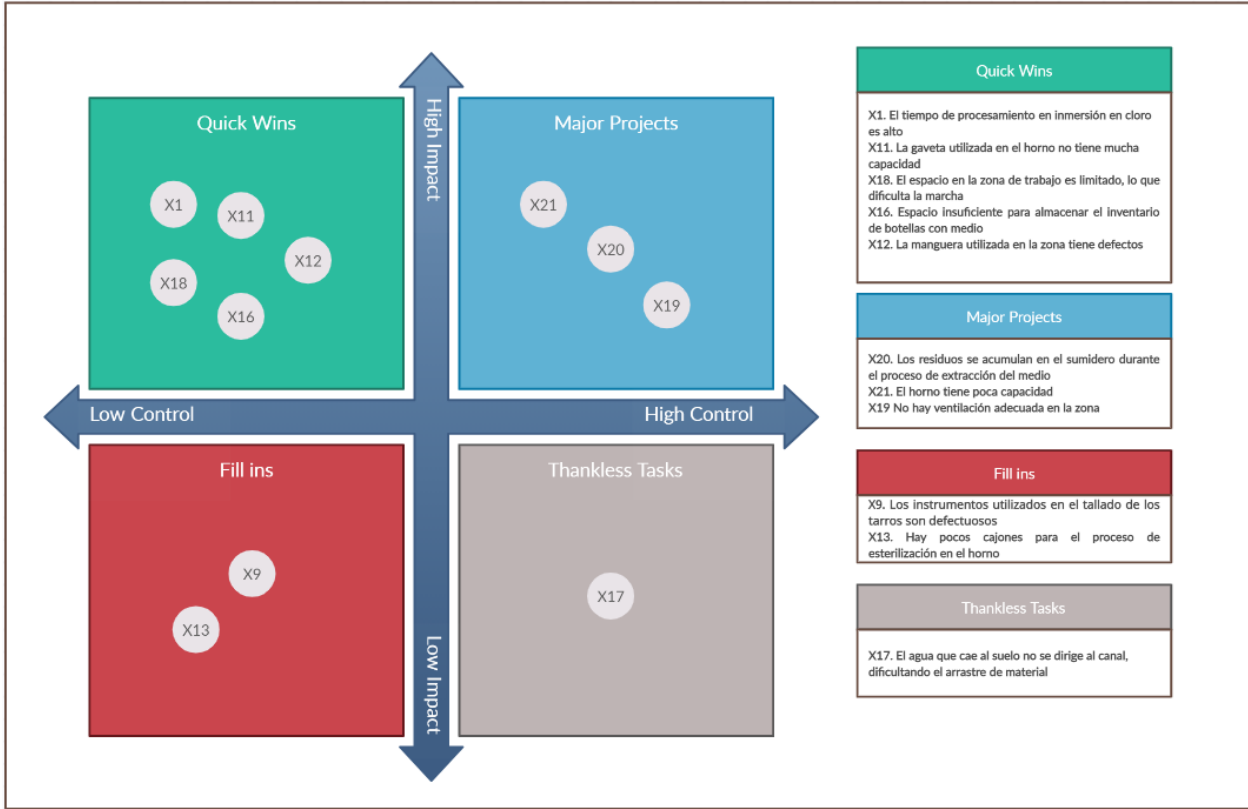 High Impact
Quick Wins
X1
X11
X12
X18
X16
Major Projects
X21
X20
X19
Low Control
High Control
Fill ins
X9
X13
Thankless Tasks
X17
Low Impact
Quick Wins
X1. El tiempo de procesamiento en inmersión en cloro
es alto
X11. La gaveta utilizada en el horno no tiene mucha
capacidad
X18. El espacio en la zona de trabajo es limitado, lo que
dificulta la marcha
X16. Espacio insuficiente para almacenar el inventario
de botellas con medio
X12. La manguera utilizada en la zona tiene defectos
Major Projects
X20. Los residuos se acumulan en el sumidero durante
el proceso de extracción del medio
X21. El horno tiene poca capacidad
X19 No hay ventilación adecuada en la zona
Fill ins
X9. Los instrumentos utilizados en el tallado de los
tarros son defectuosos
X13. Hay pocos cajones para el proceso de
esterilización en el horno
Thankless Tasks
X17. El agua que cae al suelo no se dirige al canal,
dificultando el arrastre de material